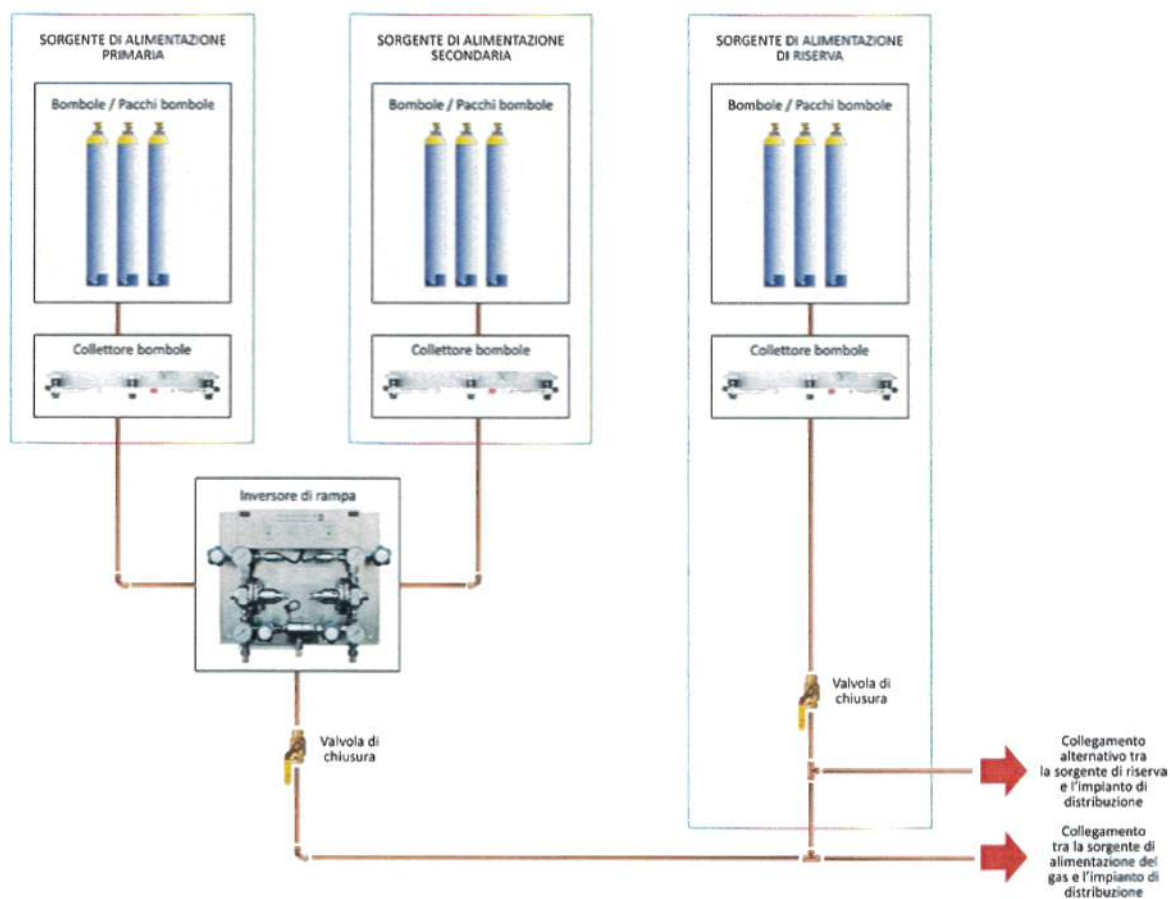 SORGENTE DI ALIMENTAZIONE
PRIMARIA
Bombole / Pacchi bombole
Collettore bombole
SORGENTE DI ALIMENTAZIONE
SECONDARIA
Bombole / Pacchi bombole
Collettore bombole
SORGENTE DI ALIMENTAZIONE
DI RISERVA
Bombole / Pacchi bombole
Collettore bombole
Inversore di rampa
Valvola di
chiusura
Valvola di
chiusura
Collegamento
alternativo tra
la sorgente di riserva
e l'impianto di
distribuzione
Collegamento
tra la sorgente di
alimentazione del
gas e l'impianto di
distribuzione